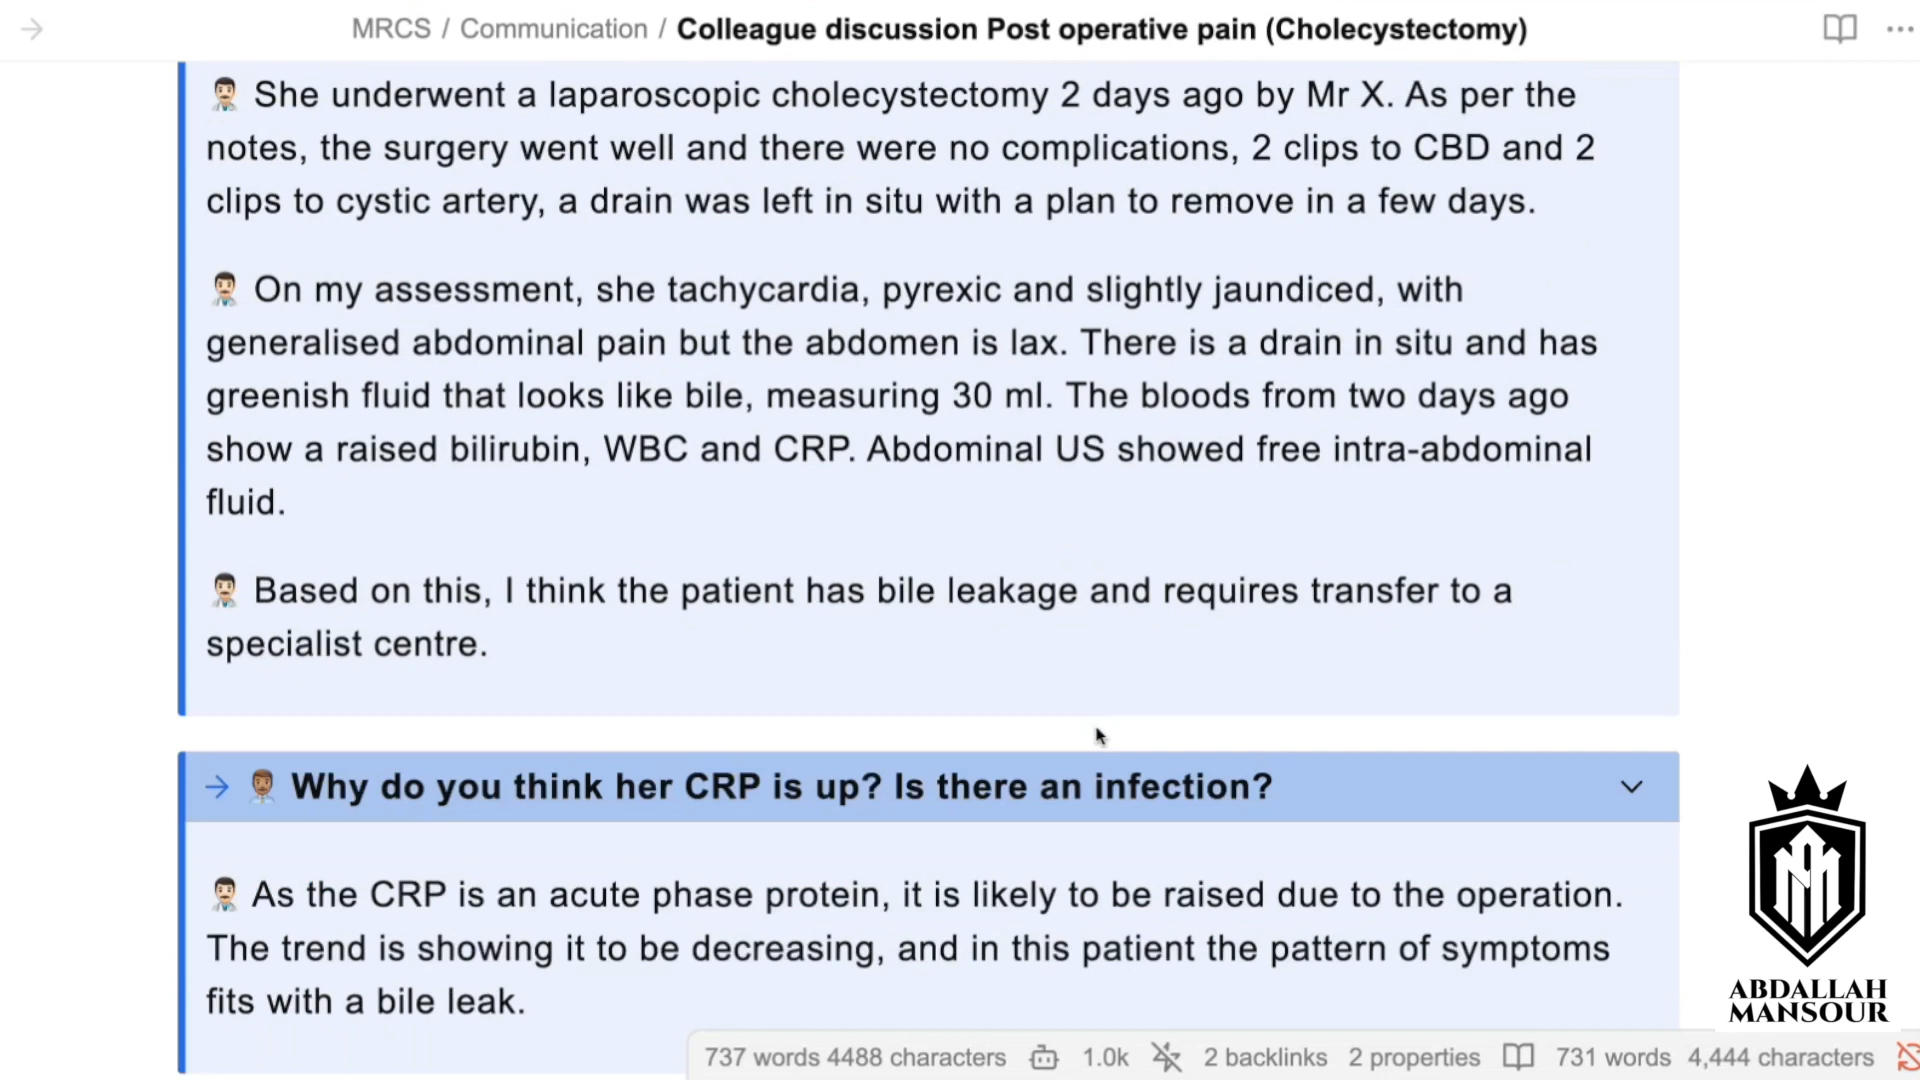 MRCS / Communication / Colleague discussion Post operative pain (Cholecystectomy)
She underwent a laparoscopic cholecystectomy 2 days ago by Mr X. As per the
notes, the surgery went well and there were no complications, 2 clips to CBD and 2
clips to cystic artery, a drain was left in situ with a plan to remove in a few days.
On my assessment, she tachycardia, pyrexic and slightly jaundiced, with
generalised abdominal pain but the abdomen is lax. There is a drain in situ and has
greenish fluid that looks like bile, measuring 30 ml. The bloods from two days ago
show a raised bilirubin, WBC and CRP. Abdominal US showed free intra-abdominal
fluid.
Based on this, I think the patient has bile leakage and requires transfer to a
specialist centre.
Why do you think her CRP is up? Is there an infection?
As the CRP is an acute phase protein, it is likely to be raised due to the operation.
The trend is showing it to be decreasing, and in this patient the pattern of symptoms
fits with a bile leak.
ABDALLAH
MANSOUR
737 words 4488 characters 1.0k 2 backlinks 2 properties 731 words 4,444 characters